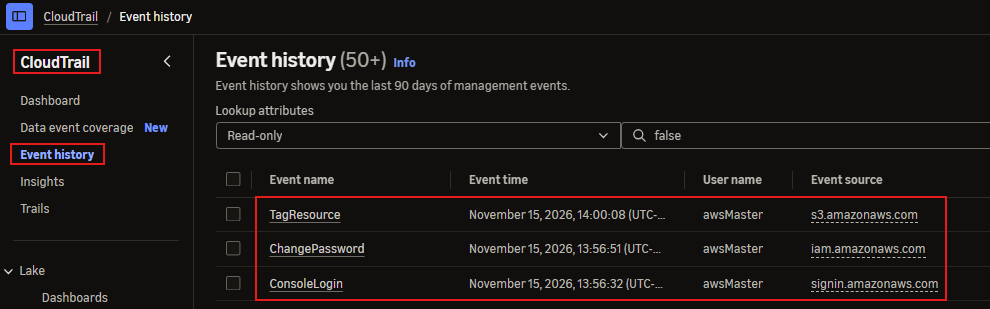 CloudTrail / Event history
CloudTrail
Dashboard
Data event coverage New
Event history
Insights
Trails
Lake
Dashboards
Event history (50+) Info
Event history shows you the last 90 days of management events.
Lookup attributes
Read-only false
Event name Event time User name Event source
TagResource November 15, 2026, 14:00:08 (UTC-... awsMaster s3.amazonaws.com
ChangePassword November 15, 2026, 13:56:51 (UTC-... awsMaster iam.amazonaws.com
ConsoleLogin November 15, 2026, 13:56:32 (UTC-... awsMaster signin.amazonaws.com